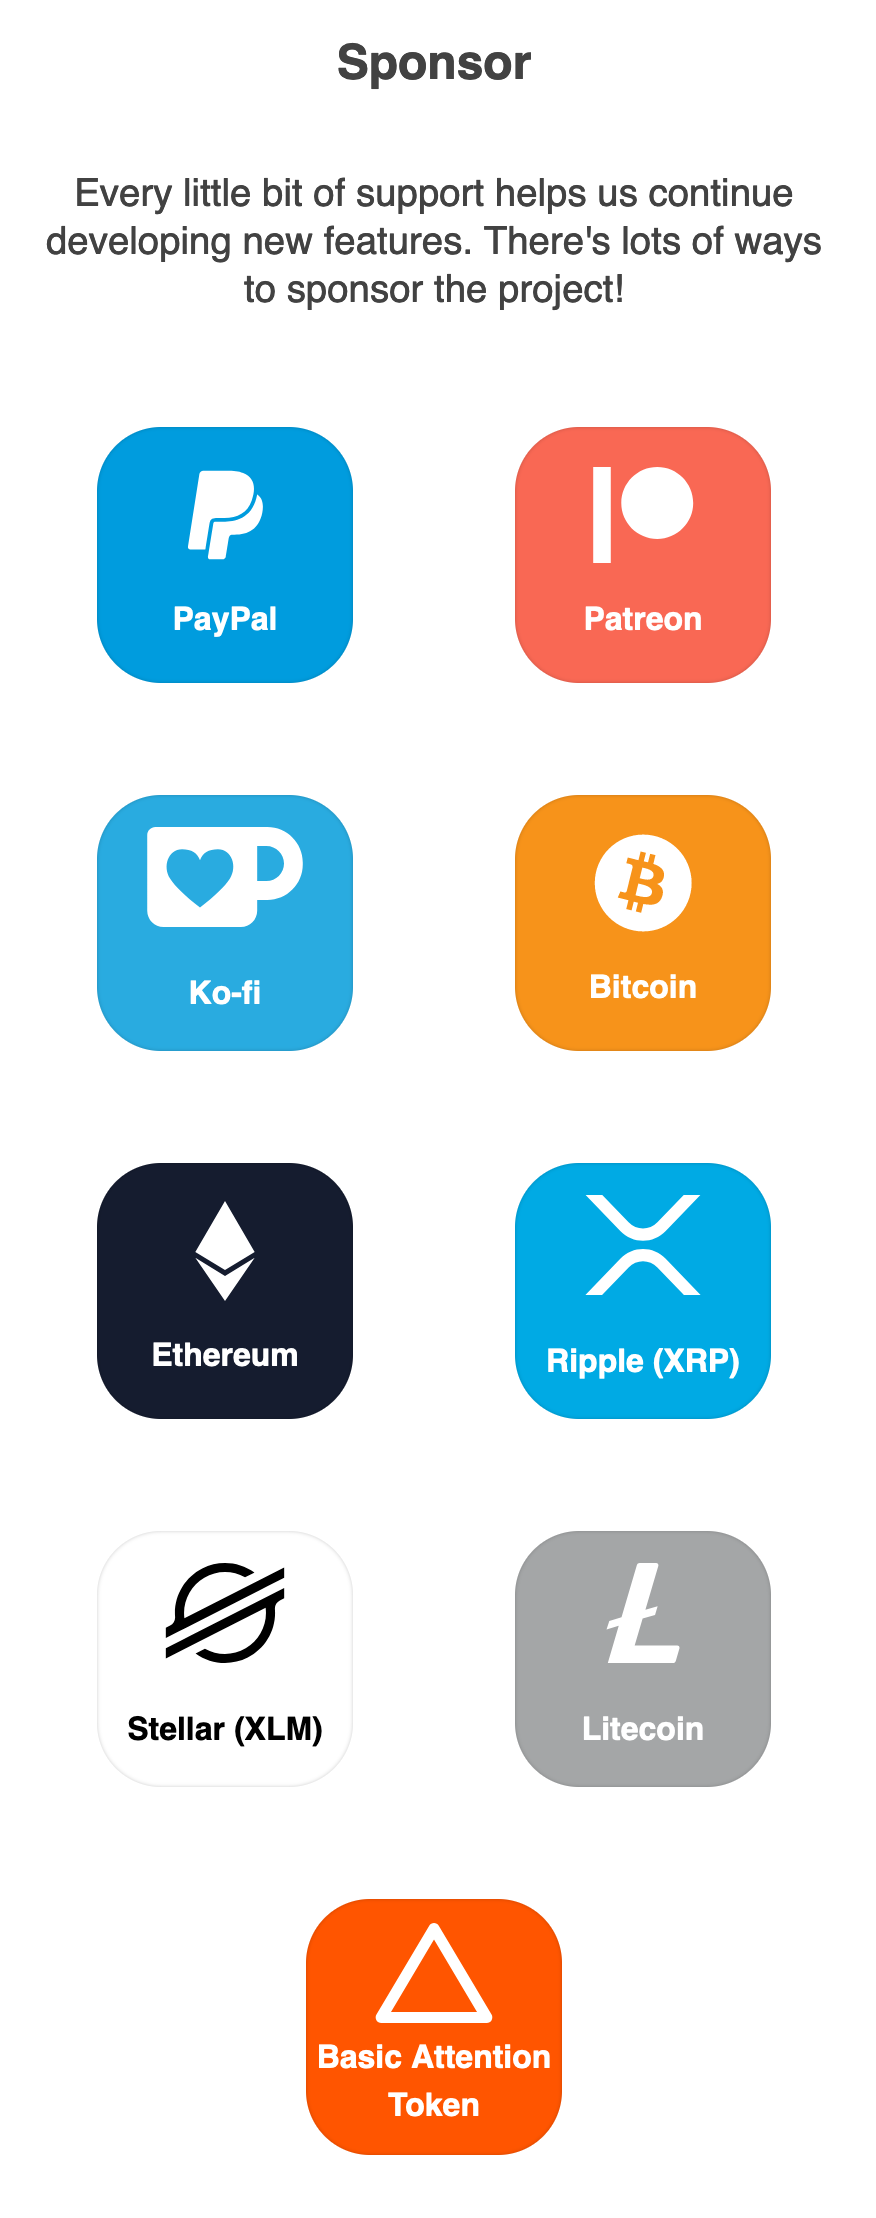 Sponsor
Every little bit of support helps us continue
developing new features. There's lots of ways
to sponsor the project!
PayPal
Patreon
Ko-fi
Bitcoin
Ethereum
Ripple (XRP)
Stellar (XLM)
Litecoin
Basic Attention
Token